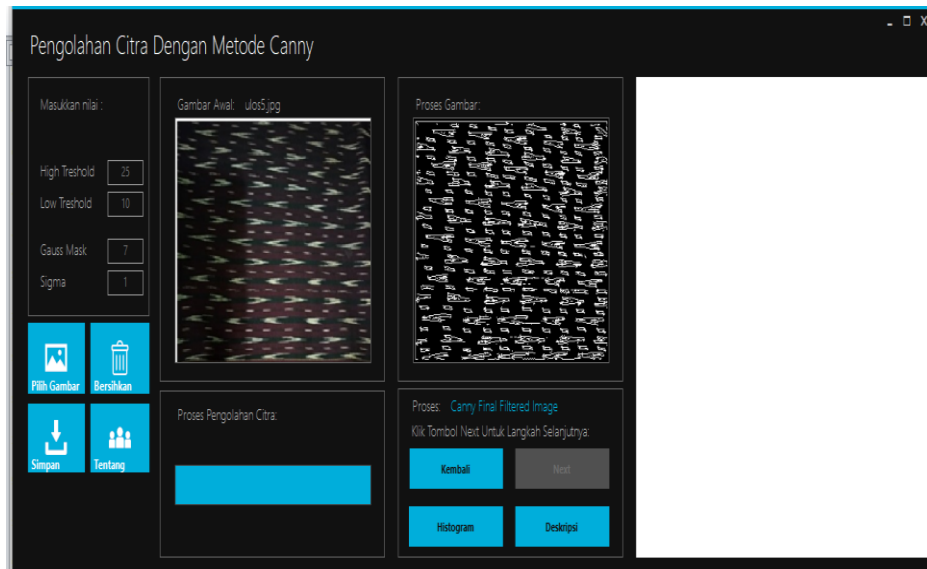 Pengolahan Citra Dengan Metode Canny
Masukkan nilai :
High Treshold 25
Low Treshold 10
Gauss Mask 7
Sigma 1
Pilih Gambar
Bersihkan
Simpan
Tentang
Gambar Awal: ulos5.jpg
Proses Pengolahan Citra:
Proses Gambar:
Proses: Canny Final Filtered Image
Klik Tombol Next Untuk Langkah Selanjutnya:
Kembali
Next
Histogram
Deskripsi